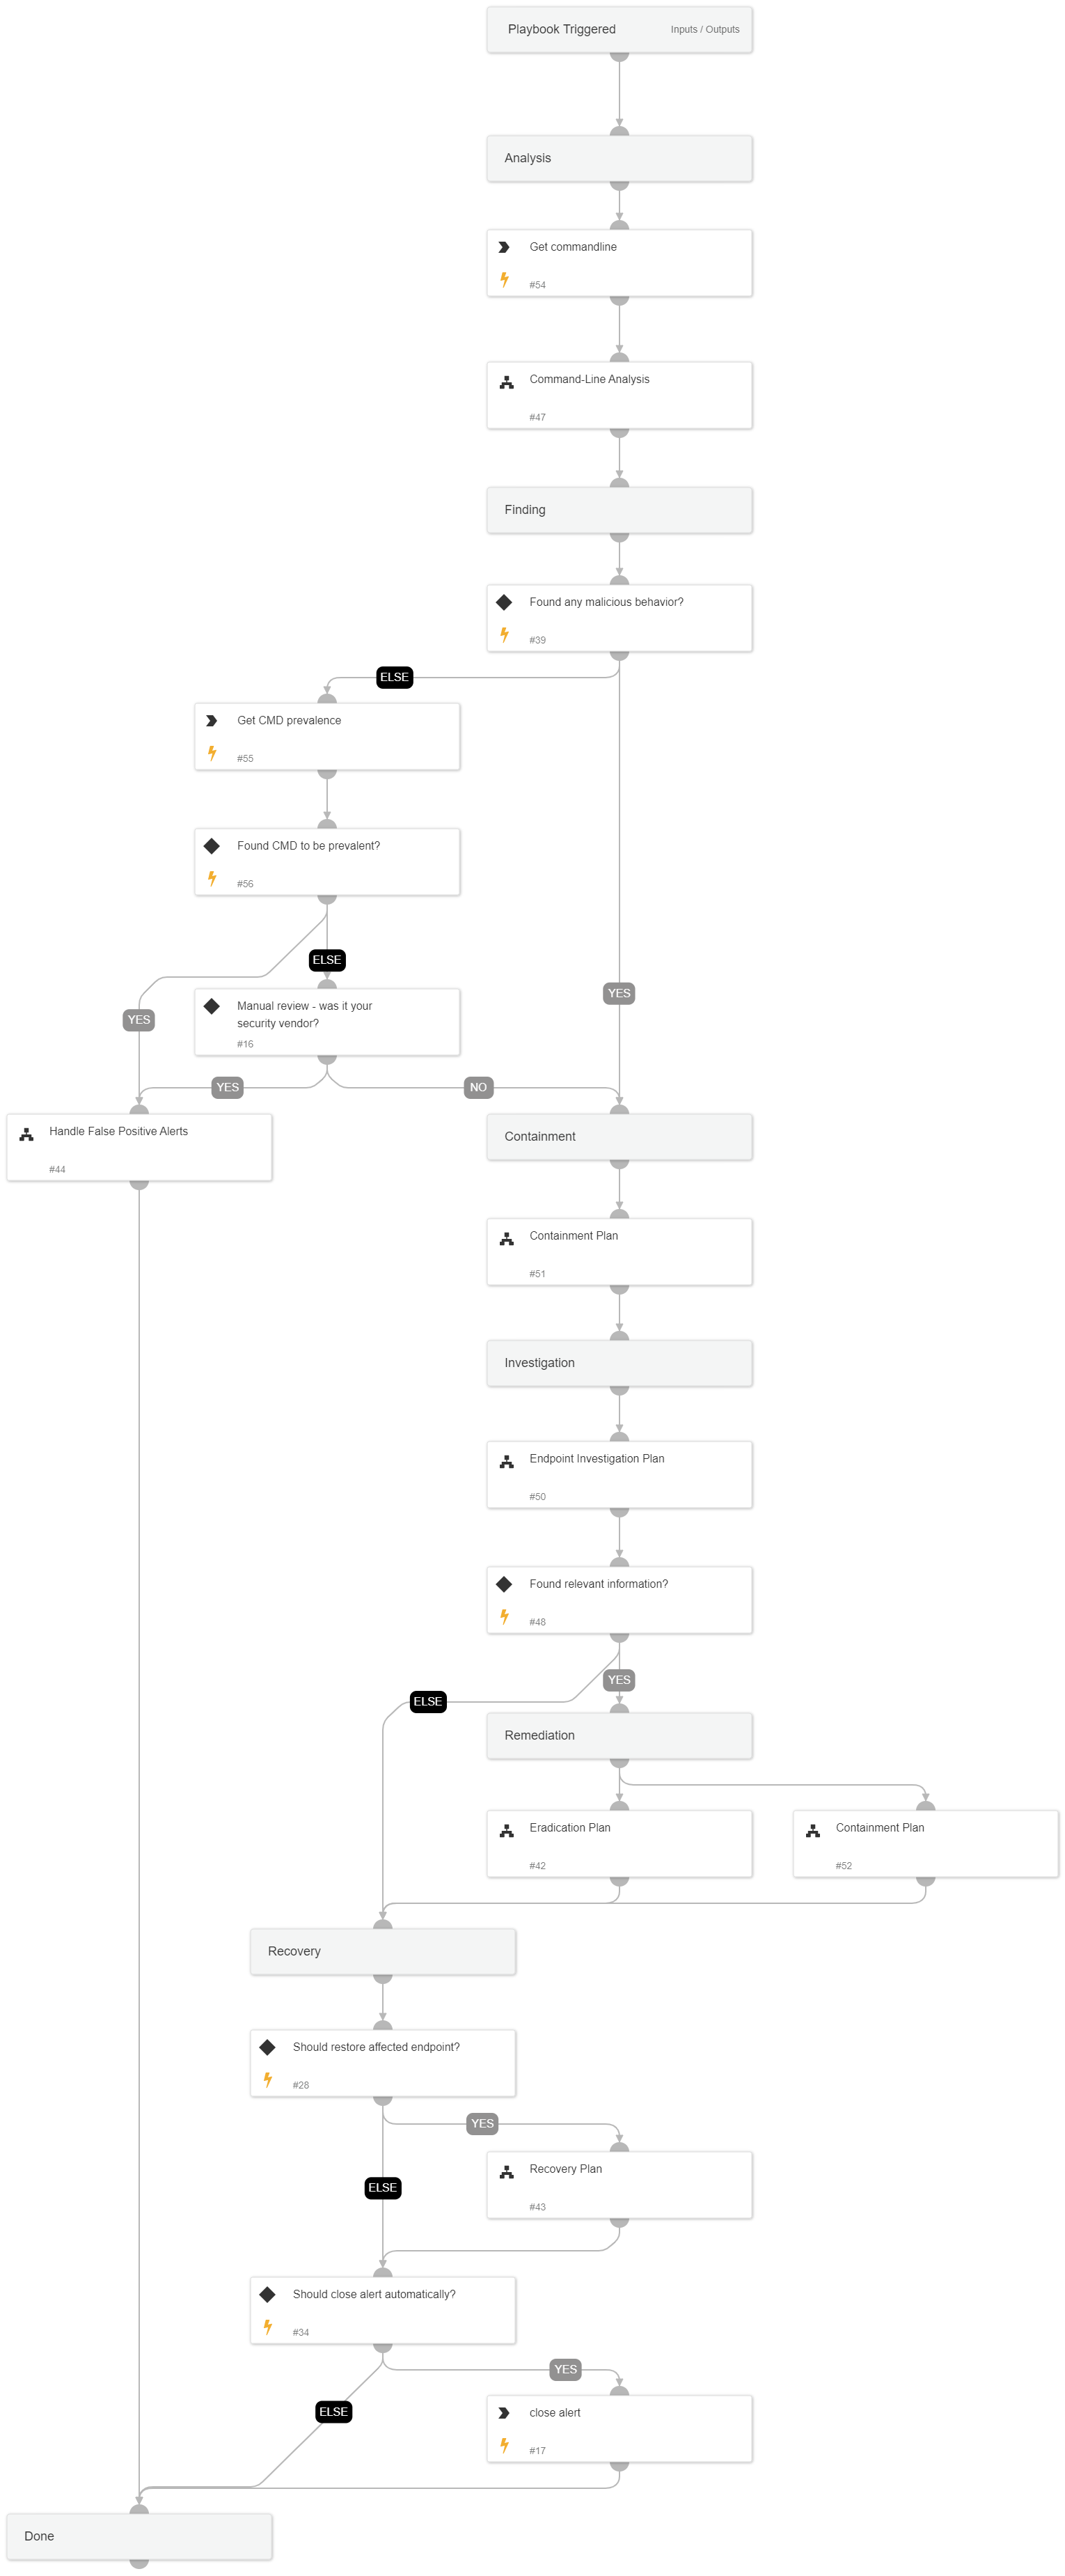 Playbook Triggered Inputs / Outputs
Analysis
Get commandline
#54
Command-Line Analysis
#47
Finding
Found any malicious behavior?
#39
ELSE
Get CMD prevalence
#55
Found CMD to be prevalent?
#56
ELSE
YES
Manual review - was it your
security vendor?
#16
YES
YES
NO
Handle False Positive Alerts
#44
Containment
Containment Plan
#51
Investigation
Endpoint Investigation Plan
#50
Found relevant information?
#48
YES
ELSE
Remediation
Eradication Plan
#42
Containment Plan
#52
Recovery
Should restore affected endpoint?
#28
YES
Recovery Plan
#43
ELSE
Should close alert automatically?
#34
YES
ELSE
close alert
#17
Done